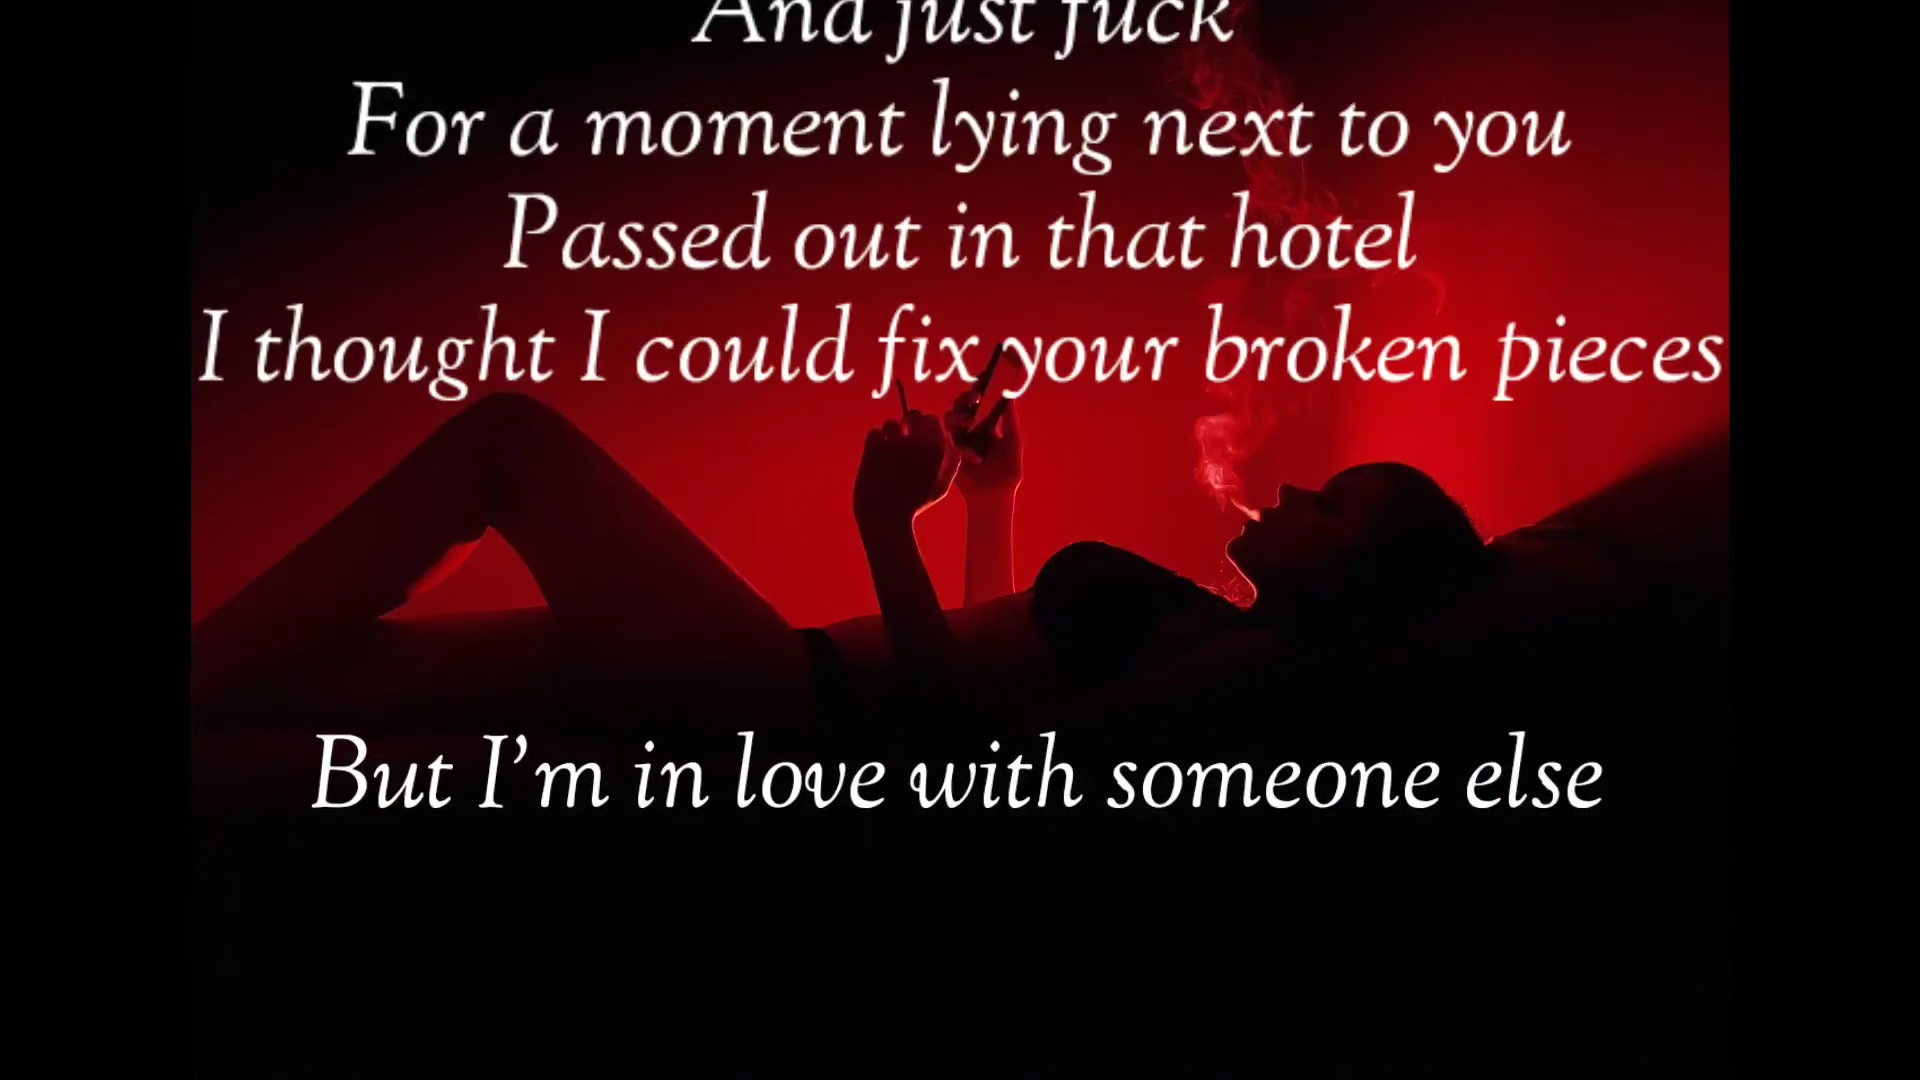 And just fuck
For a moment lying next to you
Passed out in that hotel
I thought I could fix your broken pieces
But I'm in love with someone else